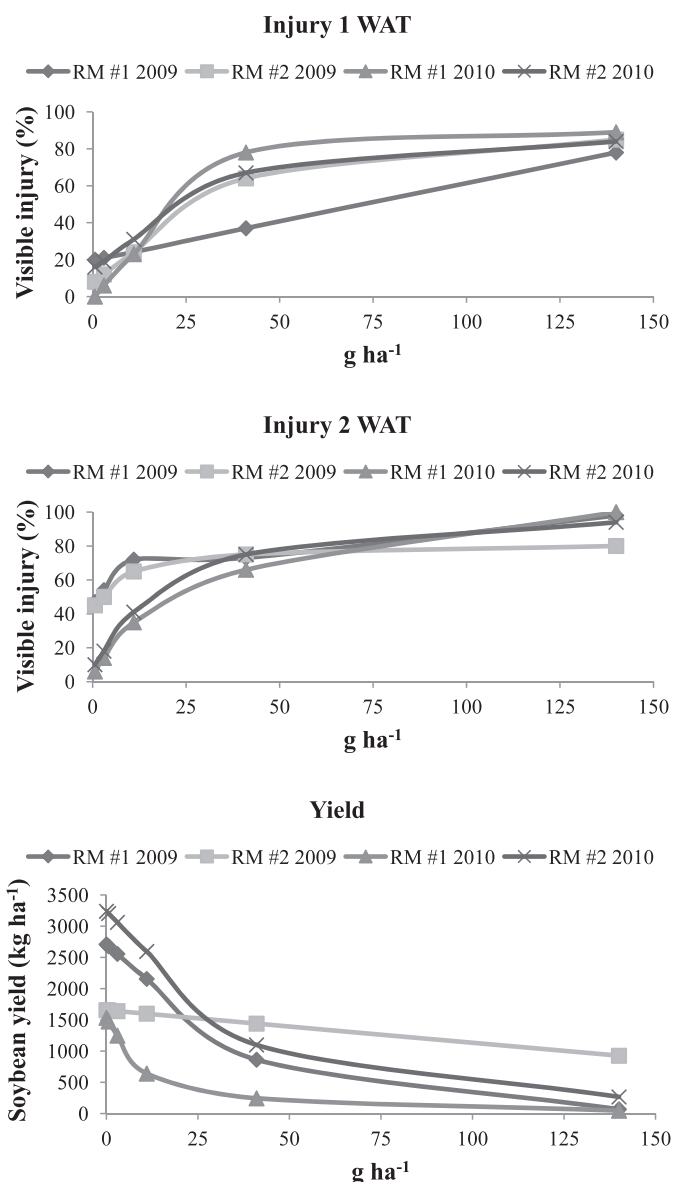 Injury 1 WAT
RM #1 2009 RM #2 2009 RM #1 2010 RM #2 2010
Visible injury (%)
100
80
60
40
20
0
0 25 50 75 100 125 150
g ha-1
Injury 2 WAT
RM #1 2009 RM #2 2009 RM #1 2010 RM #2 2010
Visible injury (%)
100
80
60
40
20
0
0 25 50 75 100 125 150
g ha-1
Yield
RM #1 2009 RM #2 2009 RM #1 2010 RM #2 2010
Soybean yield (kg ha-1)
3500
3000
2500
2000
1500
1000
500
0
0 25 50 75 100 125 150
g ha-1